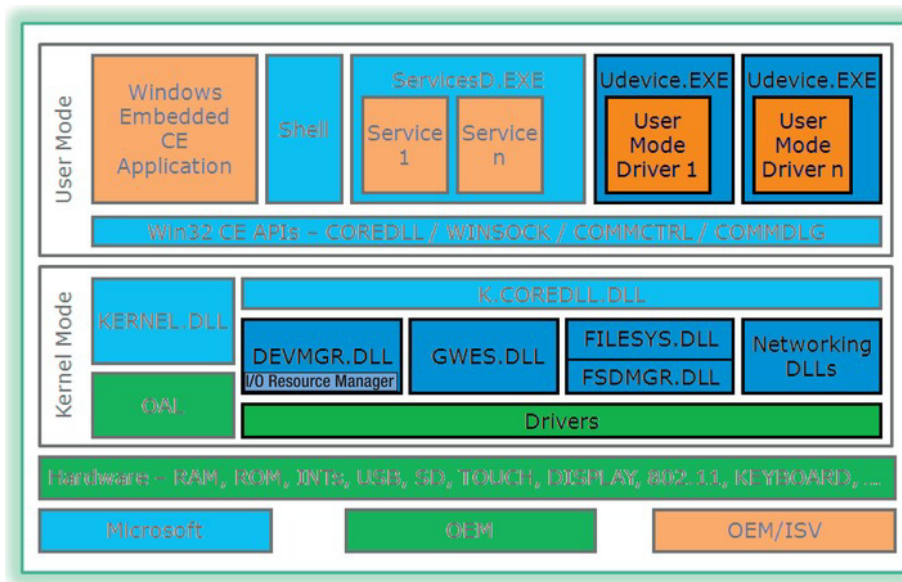 User Mode
Windows
Embedded
CE
Application
Shell
ServicesD.EXE
Service
1
Service
n
Udevice.EXE
User
Mode
Driver 1
Udevice.EXE
User
Mode
Driver n
Win32 CE APIs – COREDLL / WINSOCK / COMMCTRL / COMMDLG
Kernel Mode
KERNEL.DLL
OAL
K.COREDLL.DLL
DEVMGR.DLL
I/O Resource Manager
GWES.DLL
FILESYS.DLL
FSDMGR.DLL
Networking
DLLs
Drivers
Hardware – RAM, ROM, INTs, USB, SD, TOUCH, DISPLAY, 802.11, KEYBOARD, ...
Microsoft
OEM
OEM/ISV